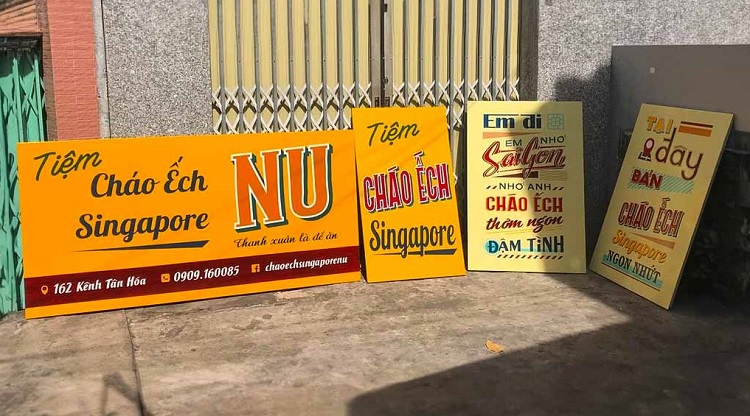 Tiệm
Cháo Ếch
Singapore
NU
Thanh xuân là để ăn
162 Kênh Tân Hóa
0909.160085
chaoechsingaporenu
Tiệm
CHÁO ẾCH
Singapore
Em đi
EM NHỚ
SaiGon
NHỚ ANH
CHÁO ẾCH
thơm ngon
ĐẬM TÌNH
TẠI
đây
BÁN
CHÁO ẾCH
Singapore
NGON NHỨT